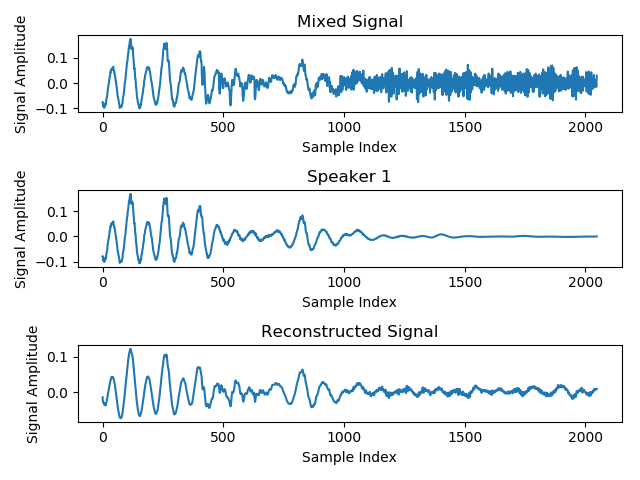 Mixed Signal
Signal Amplitude
0.1
0.0
−0.1
0 500 1000 1500 2000
Sample Index
Speaker 1
Signal Amplitude
0.1
0.0
−0.1
0 500 1000 1500 2000
Sample Index
Reconstructed Signal
Signal Amplitude
0.1
0.0
0 500 1000 1500 2000
Sample Index